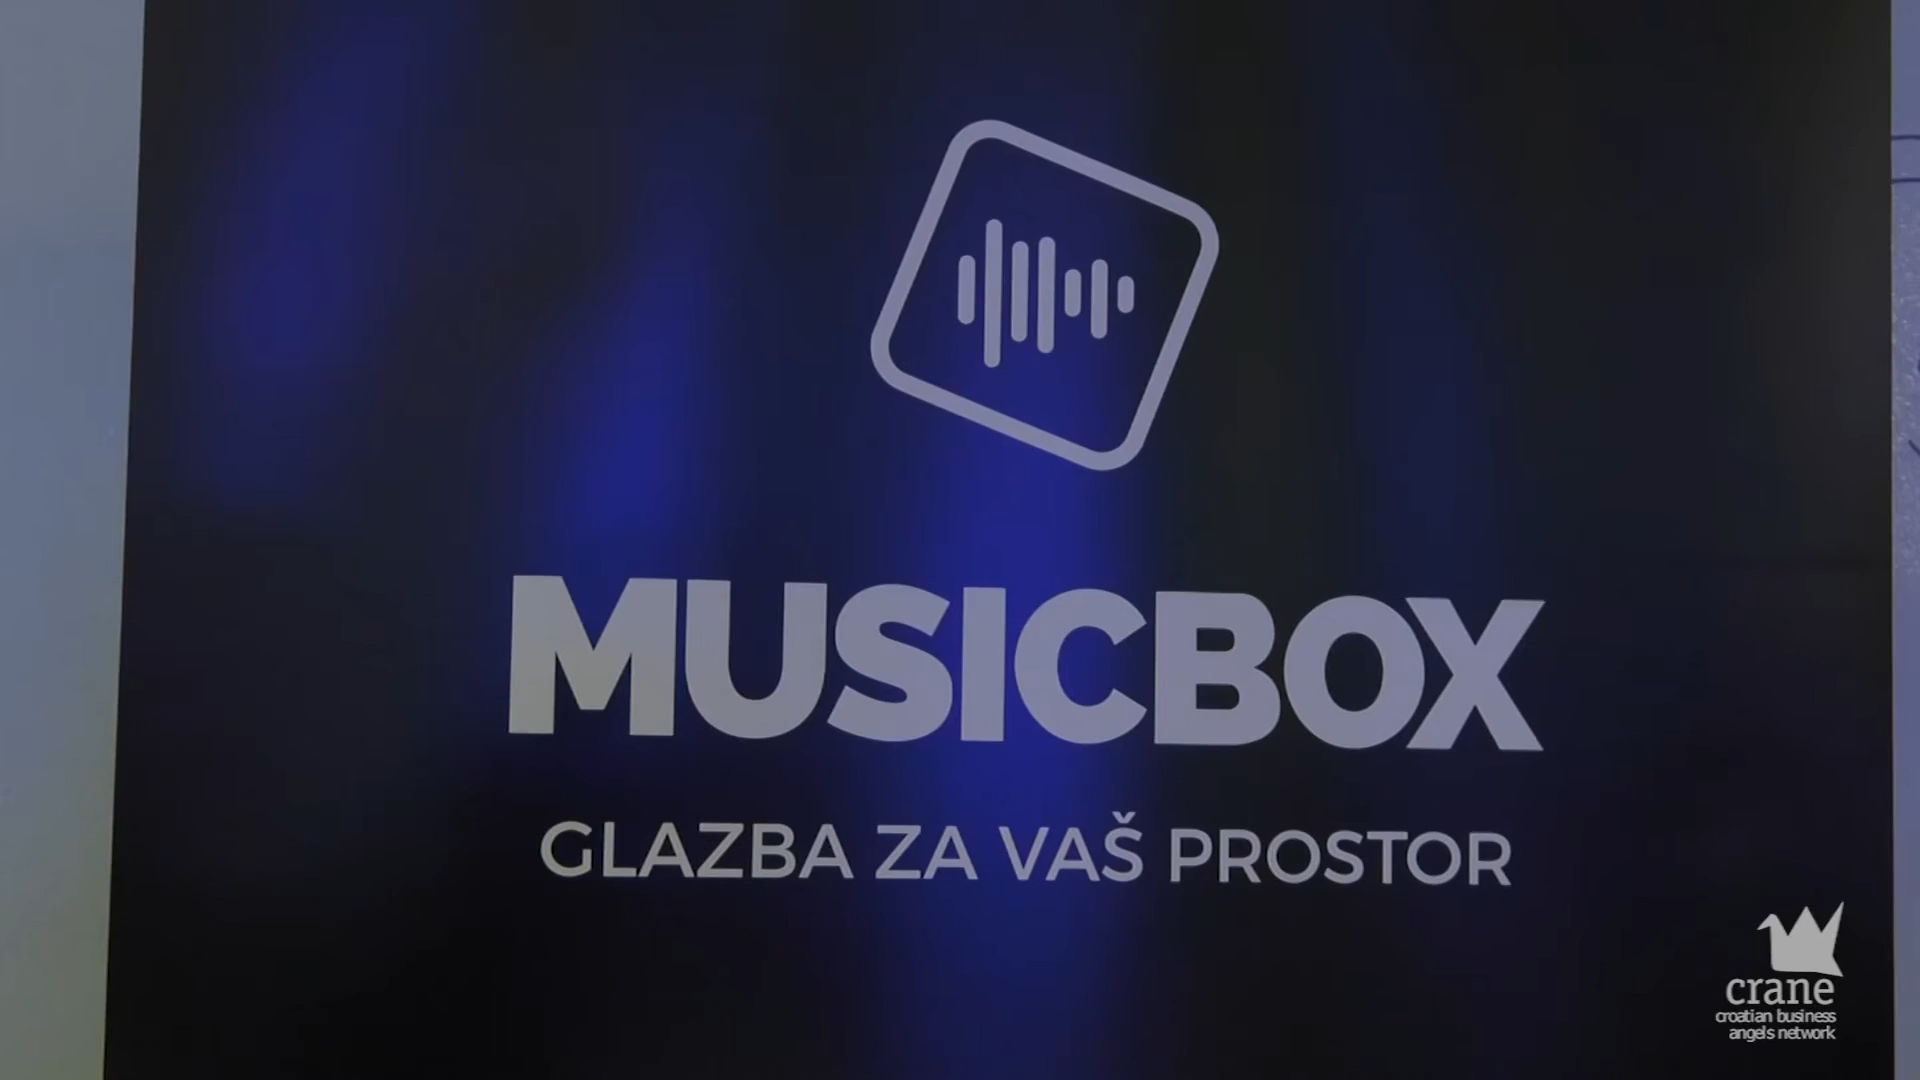 MUSICBOX
GLAZBA ZA VAŠ PROSTOR
crane
croatian business
angels network